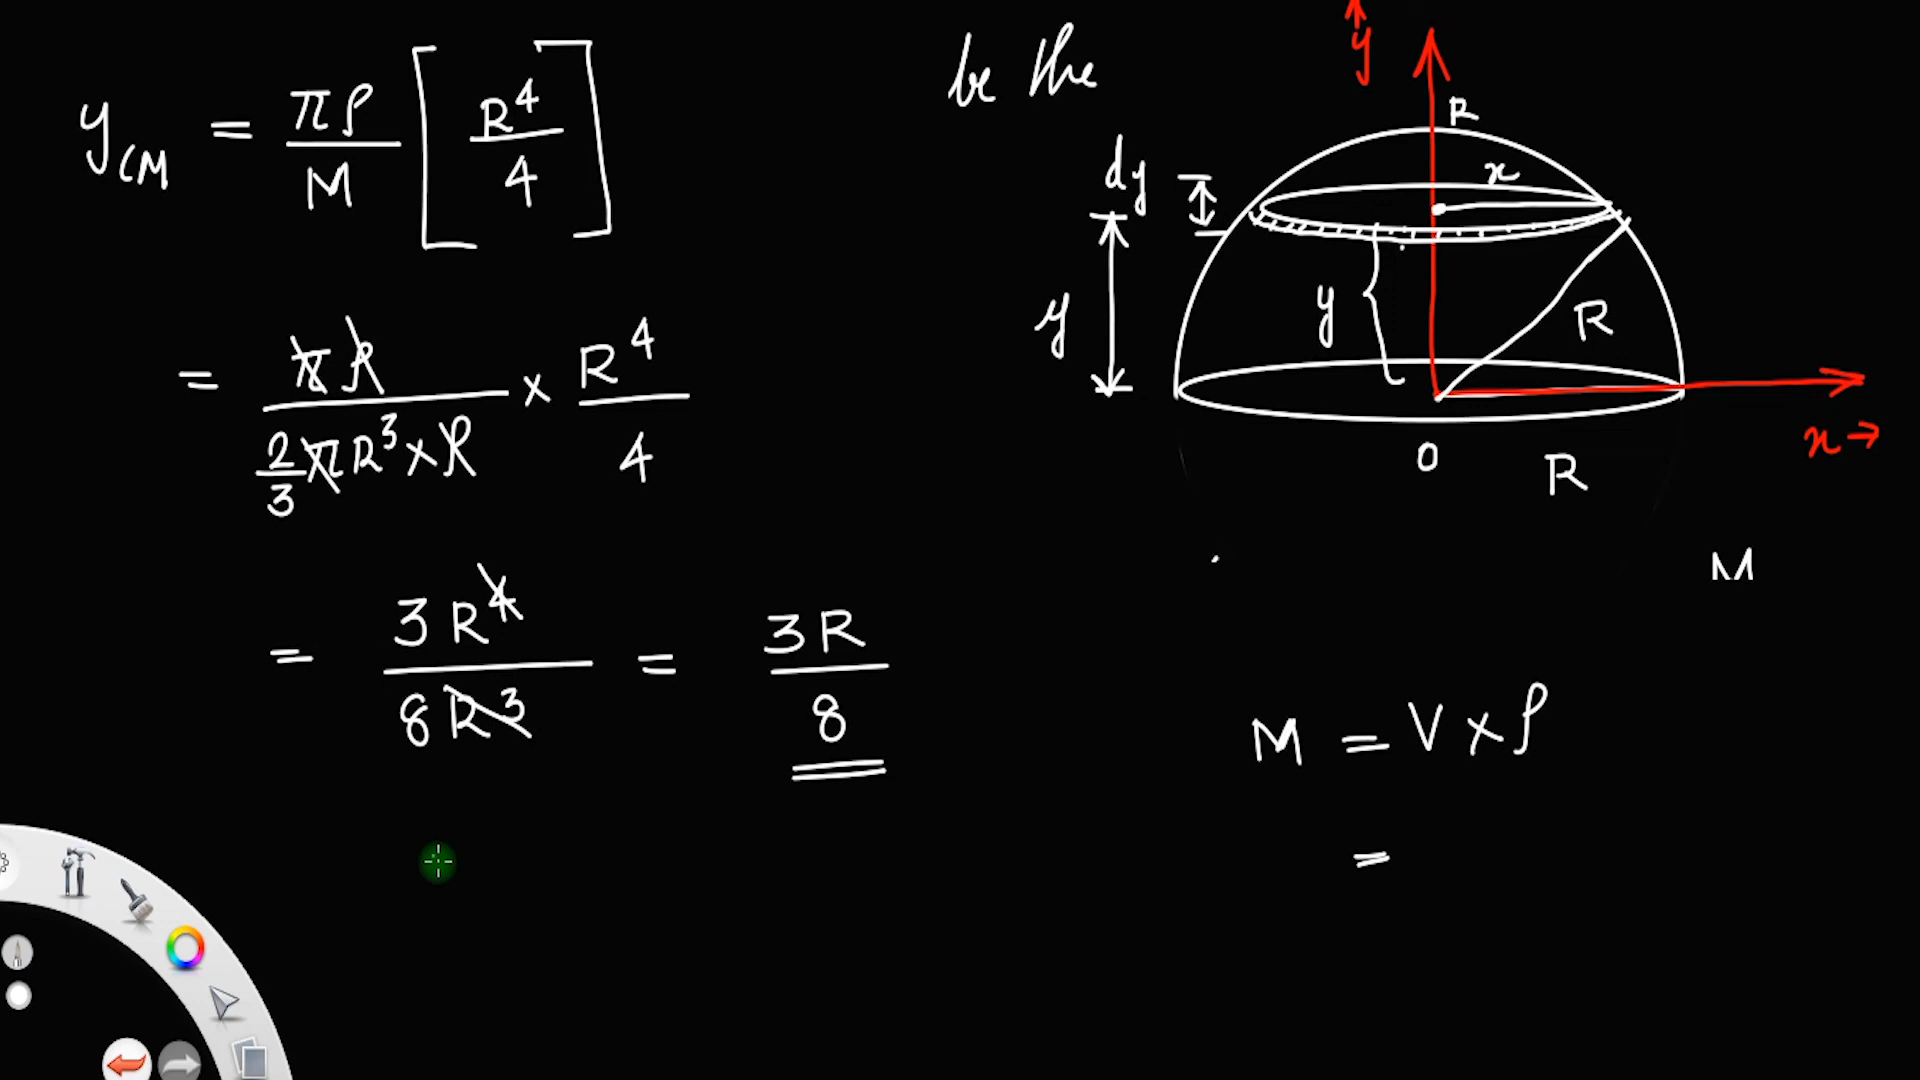 y_CM = πρ/M [R⁴/4]
= πρ/(2/3 πR³ × ρ) × R⁴/4
= 3R⁴/8R³ = 3R/8
be the
y
R
dy
x
y
y
R
x →
O
R
M
M = V × ρ
=